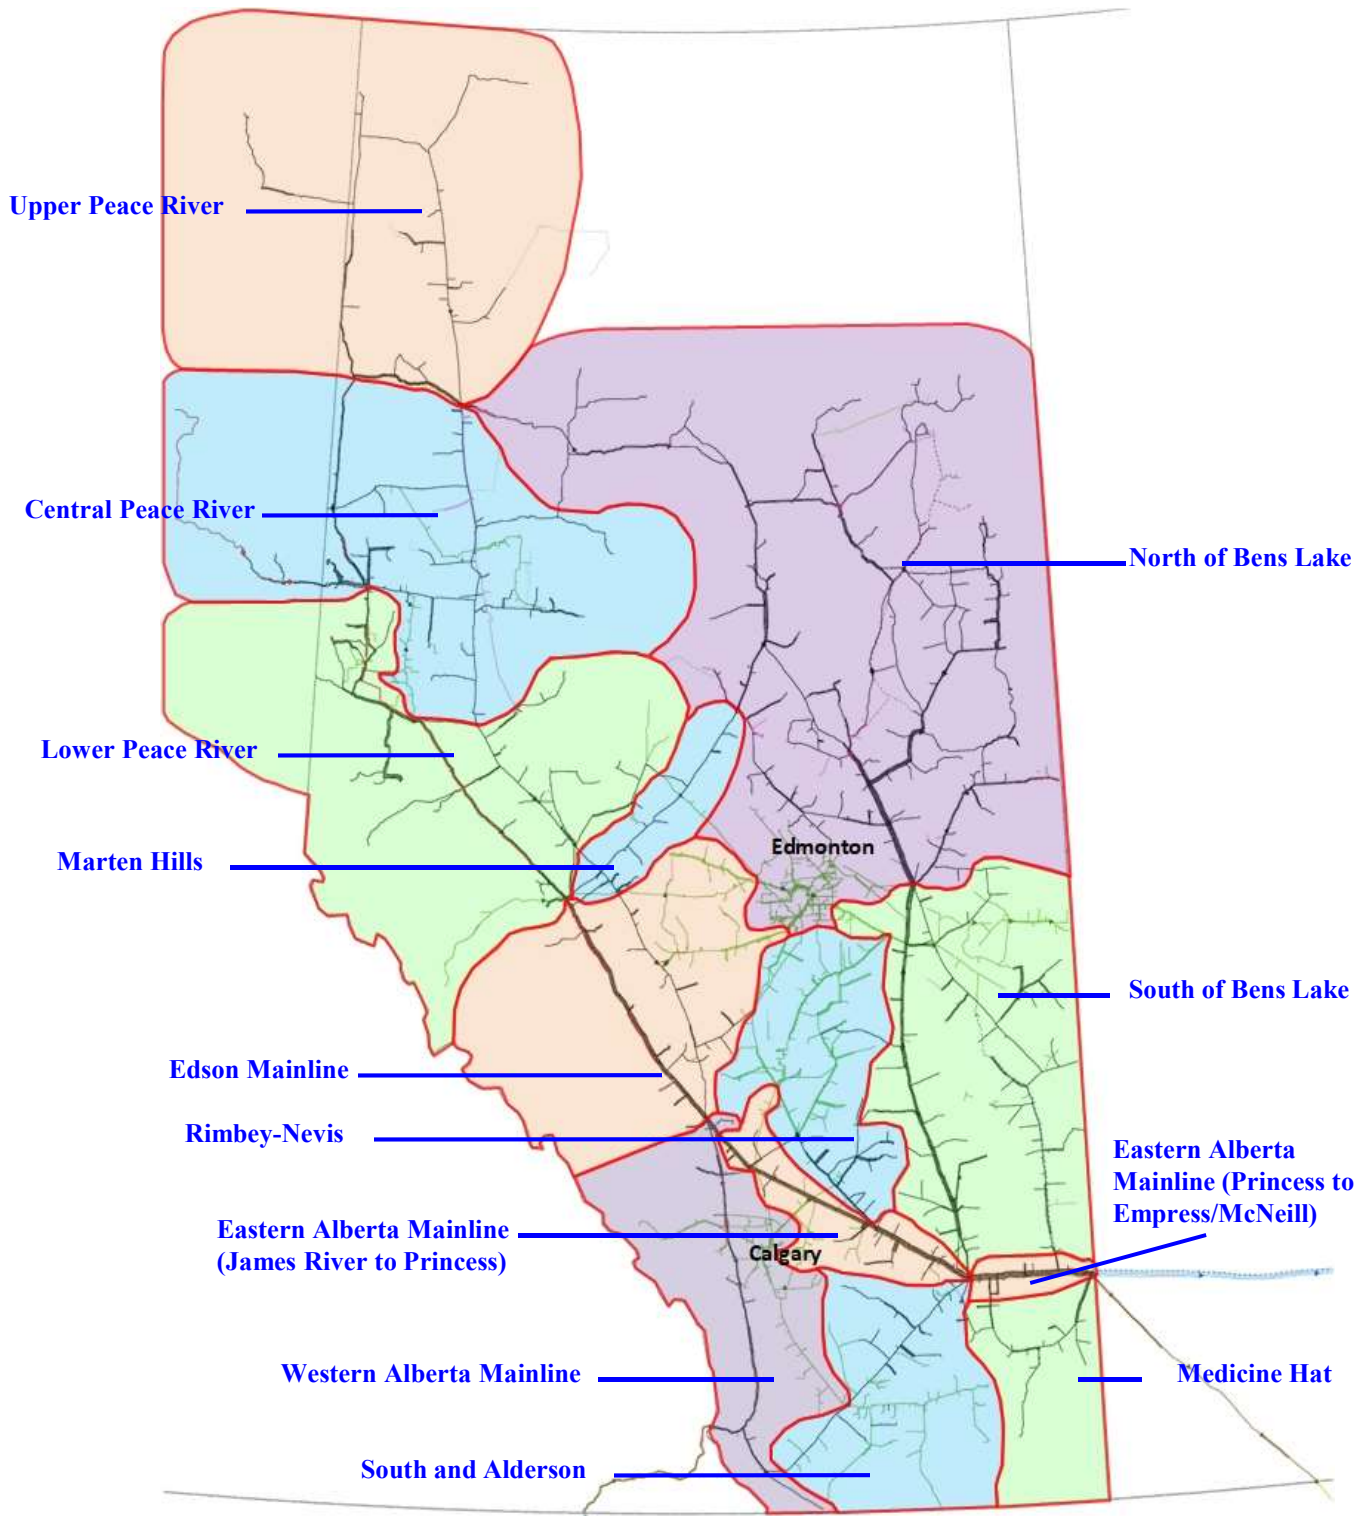 Upper Peace River
Central Peace River
North of Bens Lake
Lower Peace River
Marten Hills
Edmonton
South of Bens Lake
Edson Mainline
Rimbey-Nevis
Eastern Alberta
Mainline (Princess to
Empress/McNeill)
Eastern Alberta Mainline
(James River to Princess)
Calgary
Western Alberta Mainline
Medicine Hat
South and Alderson